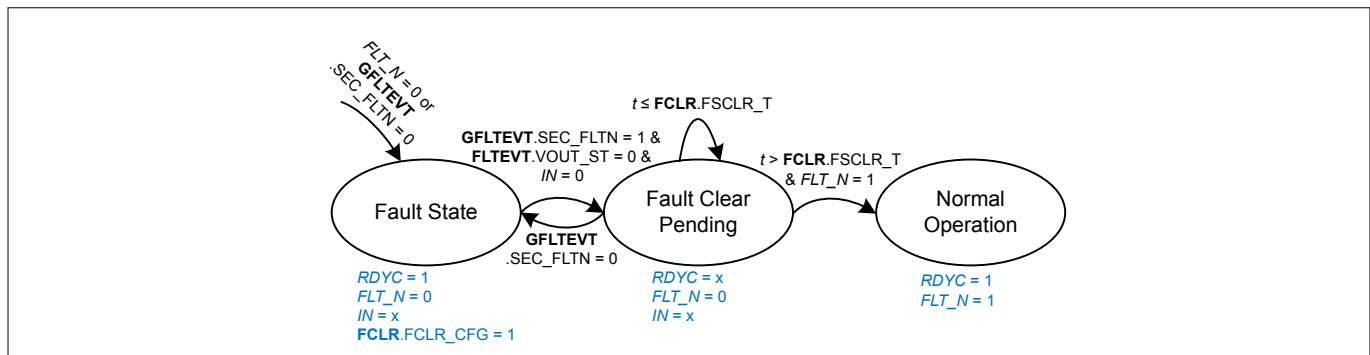 FLT_N = 0 or
GFLTEVT
.SEC_FLTN = 0
t ≤ FCLR.FSCLR_T
GFLTEVT.SEC_FLTN = 1 &
FLTEVT.VOUT_ST = 0 &
IN = 0
t > FCLR.FSCLR_T
& FLT_N = 1
Fault State
Fault Clear
Pending
Normal
Operation
GFLTEVT
.SEC_FLTN = 0
RDYC = 1
FLT_N = 0
IN = x
FCLR.FCLR_CFG = 1
RDYC = x
FLT_N = 0
IN = x
RDYC = 1
FLT_N = 1